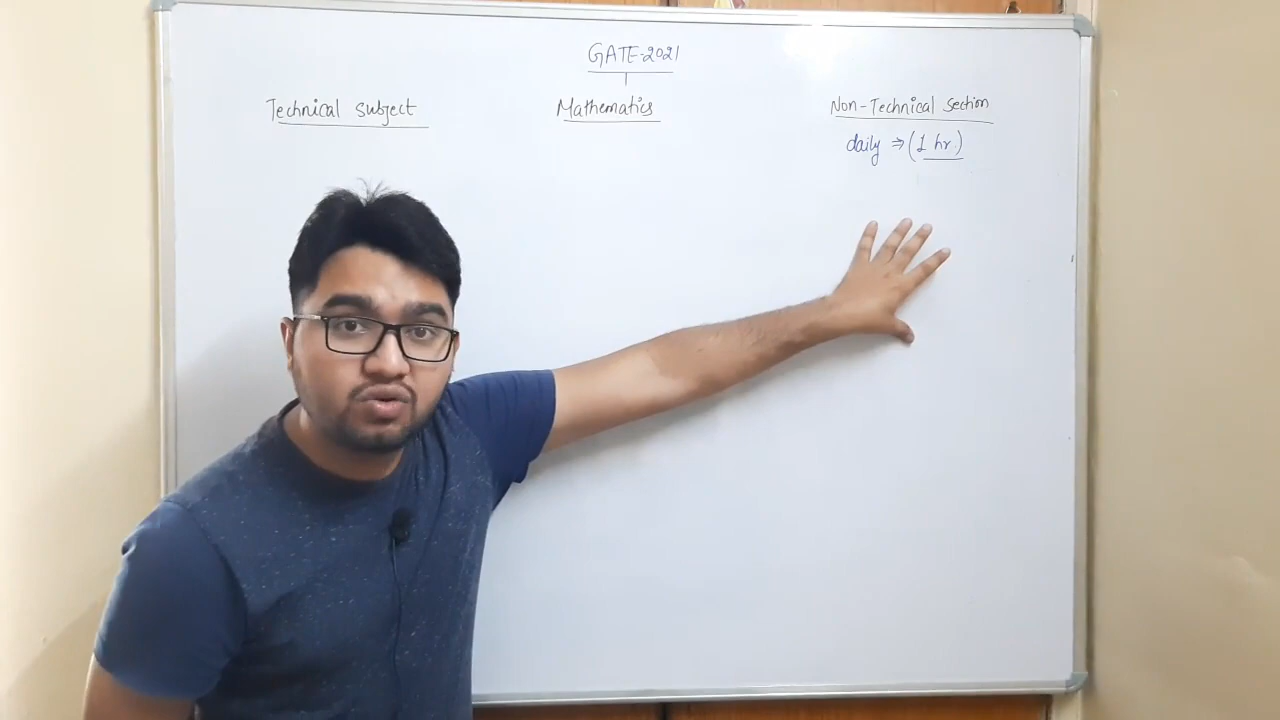 GATE-2021
Technical subject
Mathematics
Non-Technical section
daily ⇒ (1 hr.)